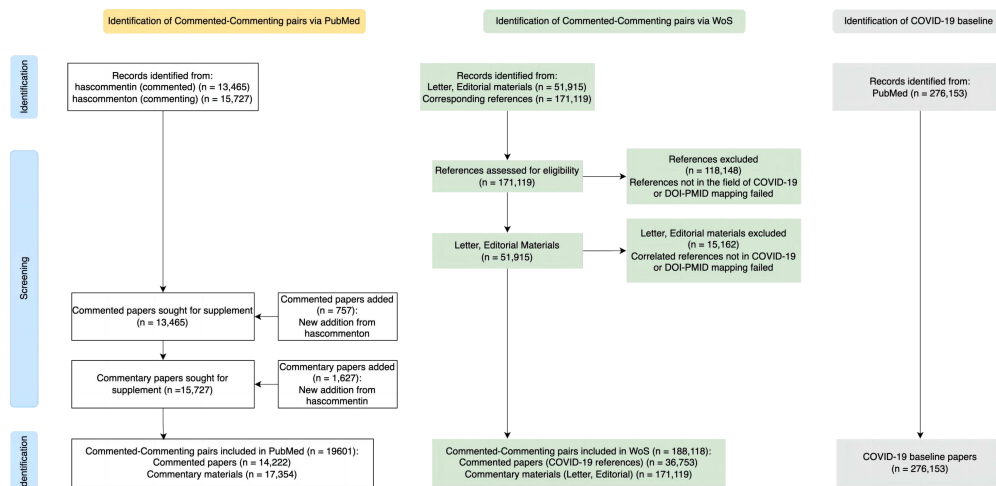 Identification of Commented-Commenting pairs via PubMed
Identification of Commented-Commenting pairs via WoS
Identification of COVID-19 baseline
Identification
Records identified from:
hascommentin (commented) (n = 13,465)
hascommenton (commenting) (n = 15,727)
Records identified from:
Letter, Editorial materials (n = 51,915)
Corresponding references (n = 171,119)
Records identified from:
PubMed (n = 276,153)
Screening
References assessed for eligibility
(n = 171,119)
References excluded
(n = 118,148)
References not in the field of COVID-19
or DOI-PMID mapping failed
Letter, Editorial Materials
(n = 51,915)
Letter, Editorial materials excluded
(n = 15,162)
Correlated references not in COVID-19
or DOI-PMID mapping failed
Commented papers sought for supplement
(n = 13,465)
Commented papers added
(n = 757):
New addition from
hascommenton
Commentary papers sought for
supplement (n =15,727)
Commentary papers added
(n = 1,627):
New addition from
hascommentin
Identification
Commented-Commenting pairs included in PubMed (n = 19601):
Commented papers (n = 14,222)
Commentary materials (n = 17,354)
Commented-Commenting pairs included in WoS (n = 188,118):
Commented papers (COVID-19 references) (n = 36,753)
Commentary materials (Letter, Editorial) (n = 171,119)
COVID-19 baseline papers
(n = 276,153)